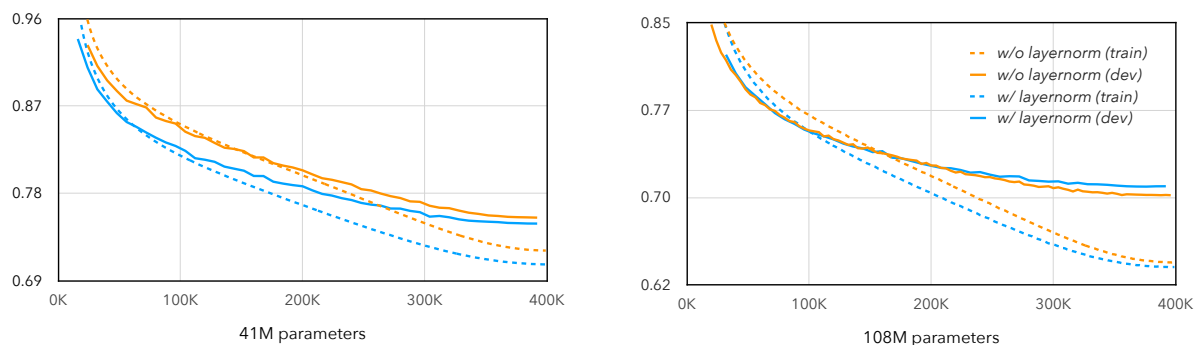 0.96
0.87
0.78
0.69
0K
100K
200K
300K
400K
41M parameters
0.85
0.77
0.70
0.62
0K
100K
200K
300K
400K
108M parameters
w/o layernorm (train)
w/o layernorm (dev)
w/ layernorm (train)
w/ layernorm (dev)